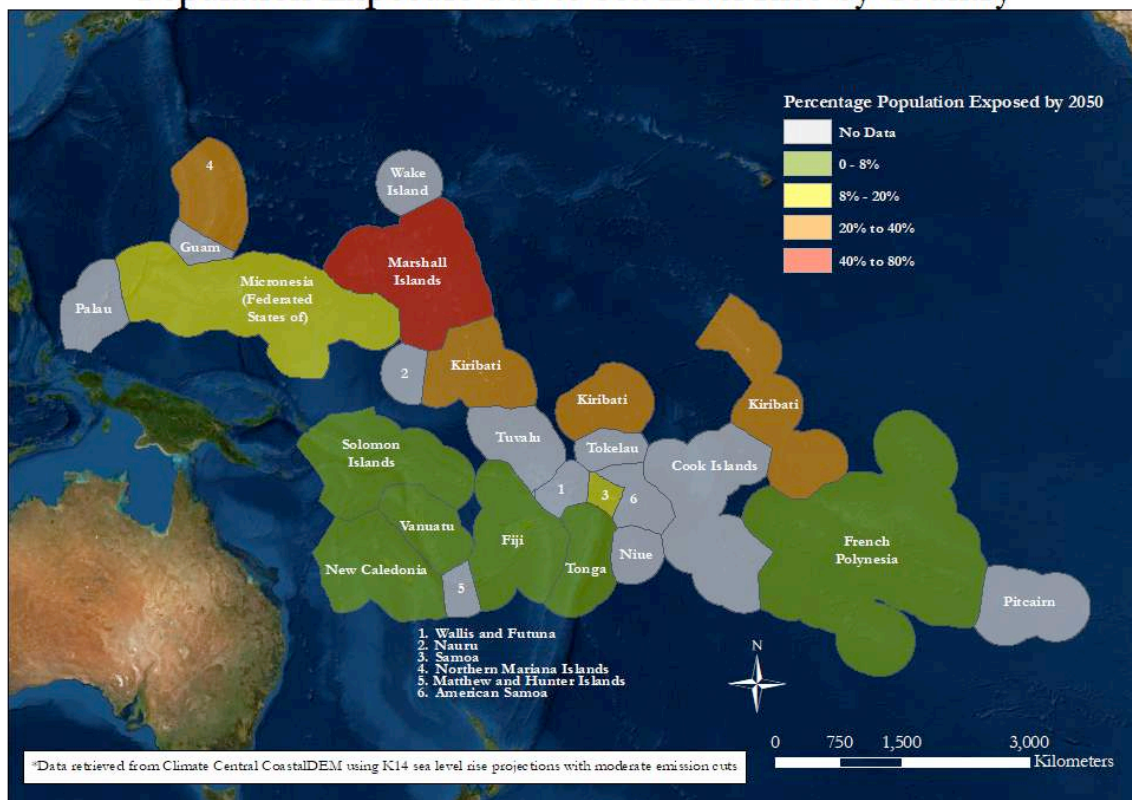 Percentage Population Exposed by 2050
No Data
0 - 8%
8% - 20%
20% to 40%
40% to 80%
4
Wake
Island
Guam
Marshall
Islands
Micronesia
(Federated
States of)
Palau
2
Kiribati
Kiribati
Kiribati
Tuvalu
Tokelau
Solomon
Islands
Cook Islands
1
3
6
Vanuatu
Fiji
French
Polynesia
New Caledonia
Tonga
Niue
5
Pitcairn
1. Wallis and Futuna
2. Nauru
3. Samoa
4. Northern Mariana Islands
5. Matthew and Hunter Islands
6. American Samoa
N
0 750 1,500 3,000
Kilometers
*Data retrieved from Climate Central CoastalDEM using K14 sea level rise projections with moderate emission cuts